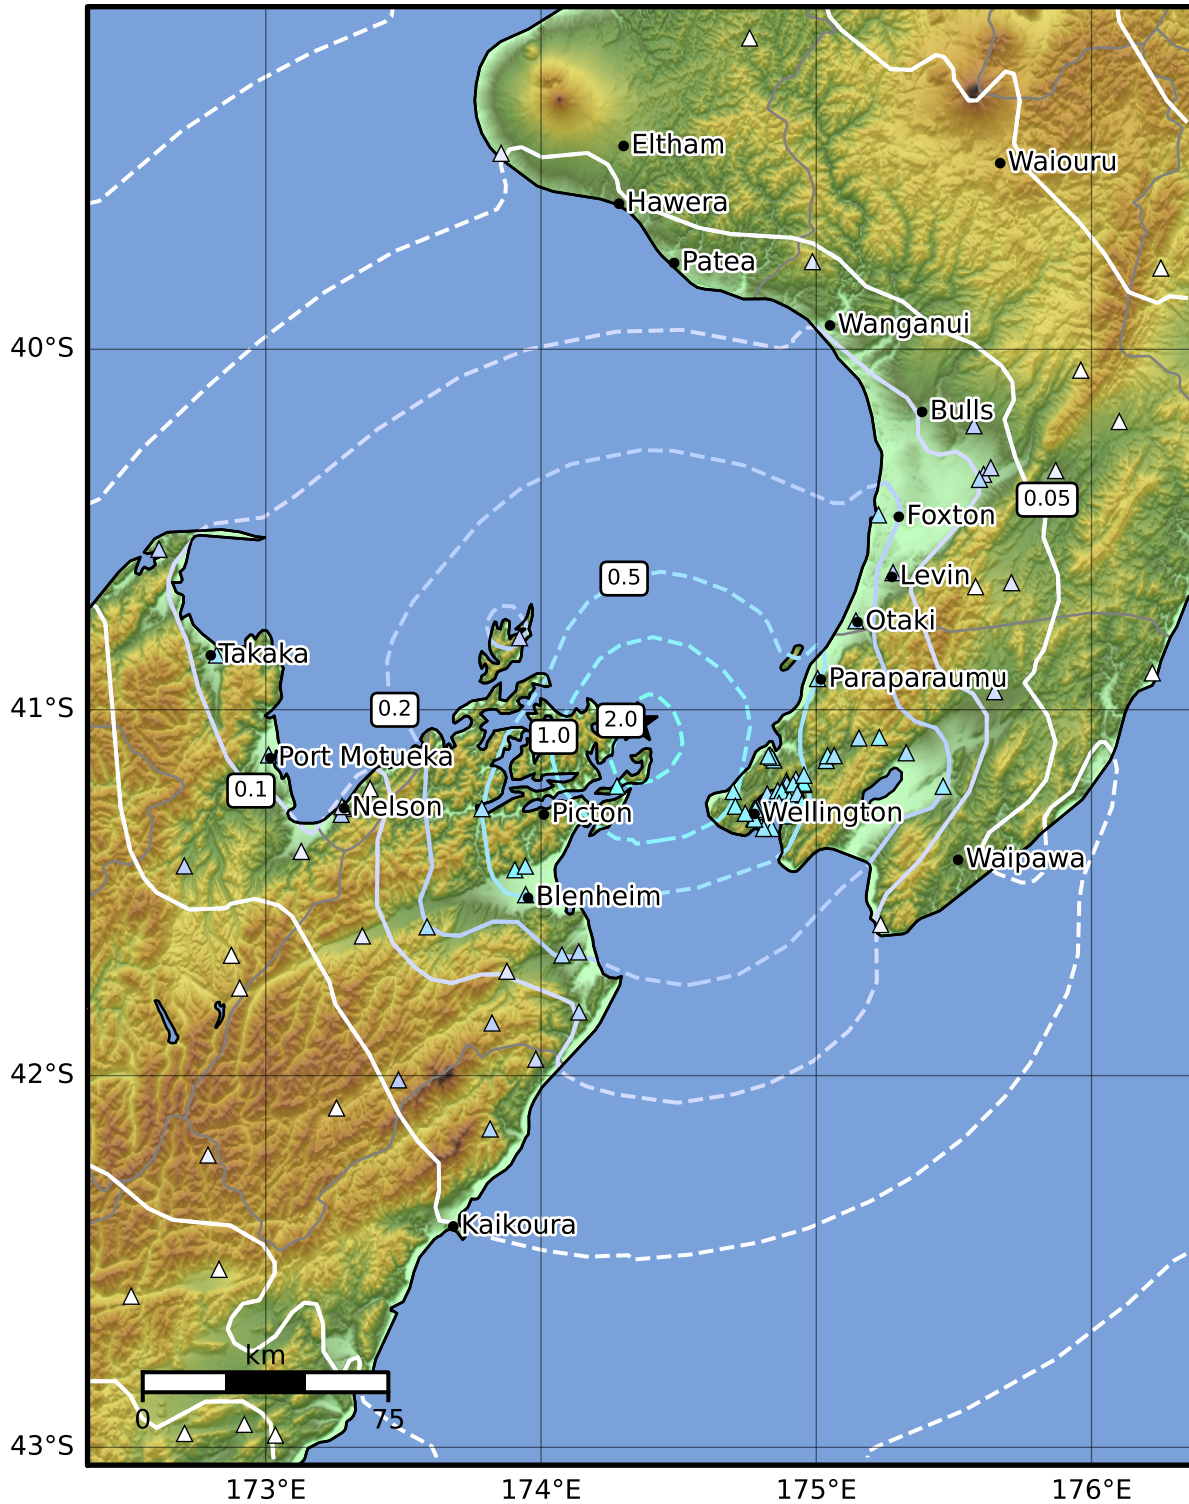 Eltham
Waiouru
Hawera
Patea
Wanganui
40°S
Bulls
0.05
Foxton
0.5
Levin
Otaki
Takaka
Paraparaumu
41°S
0.2
2.0
1.0
Port Motueka
0.1
Nelson
Picton
Wellington
Waipawa
Blenheim
42°S
Kaikoura
km
0
75
43°S
173°E
174°E
175°E
176°E